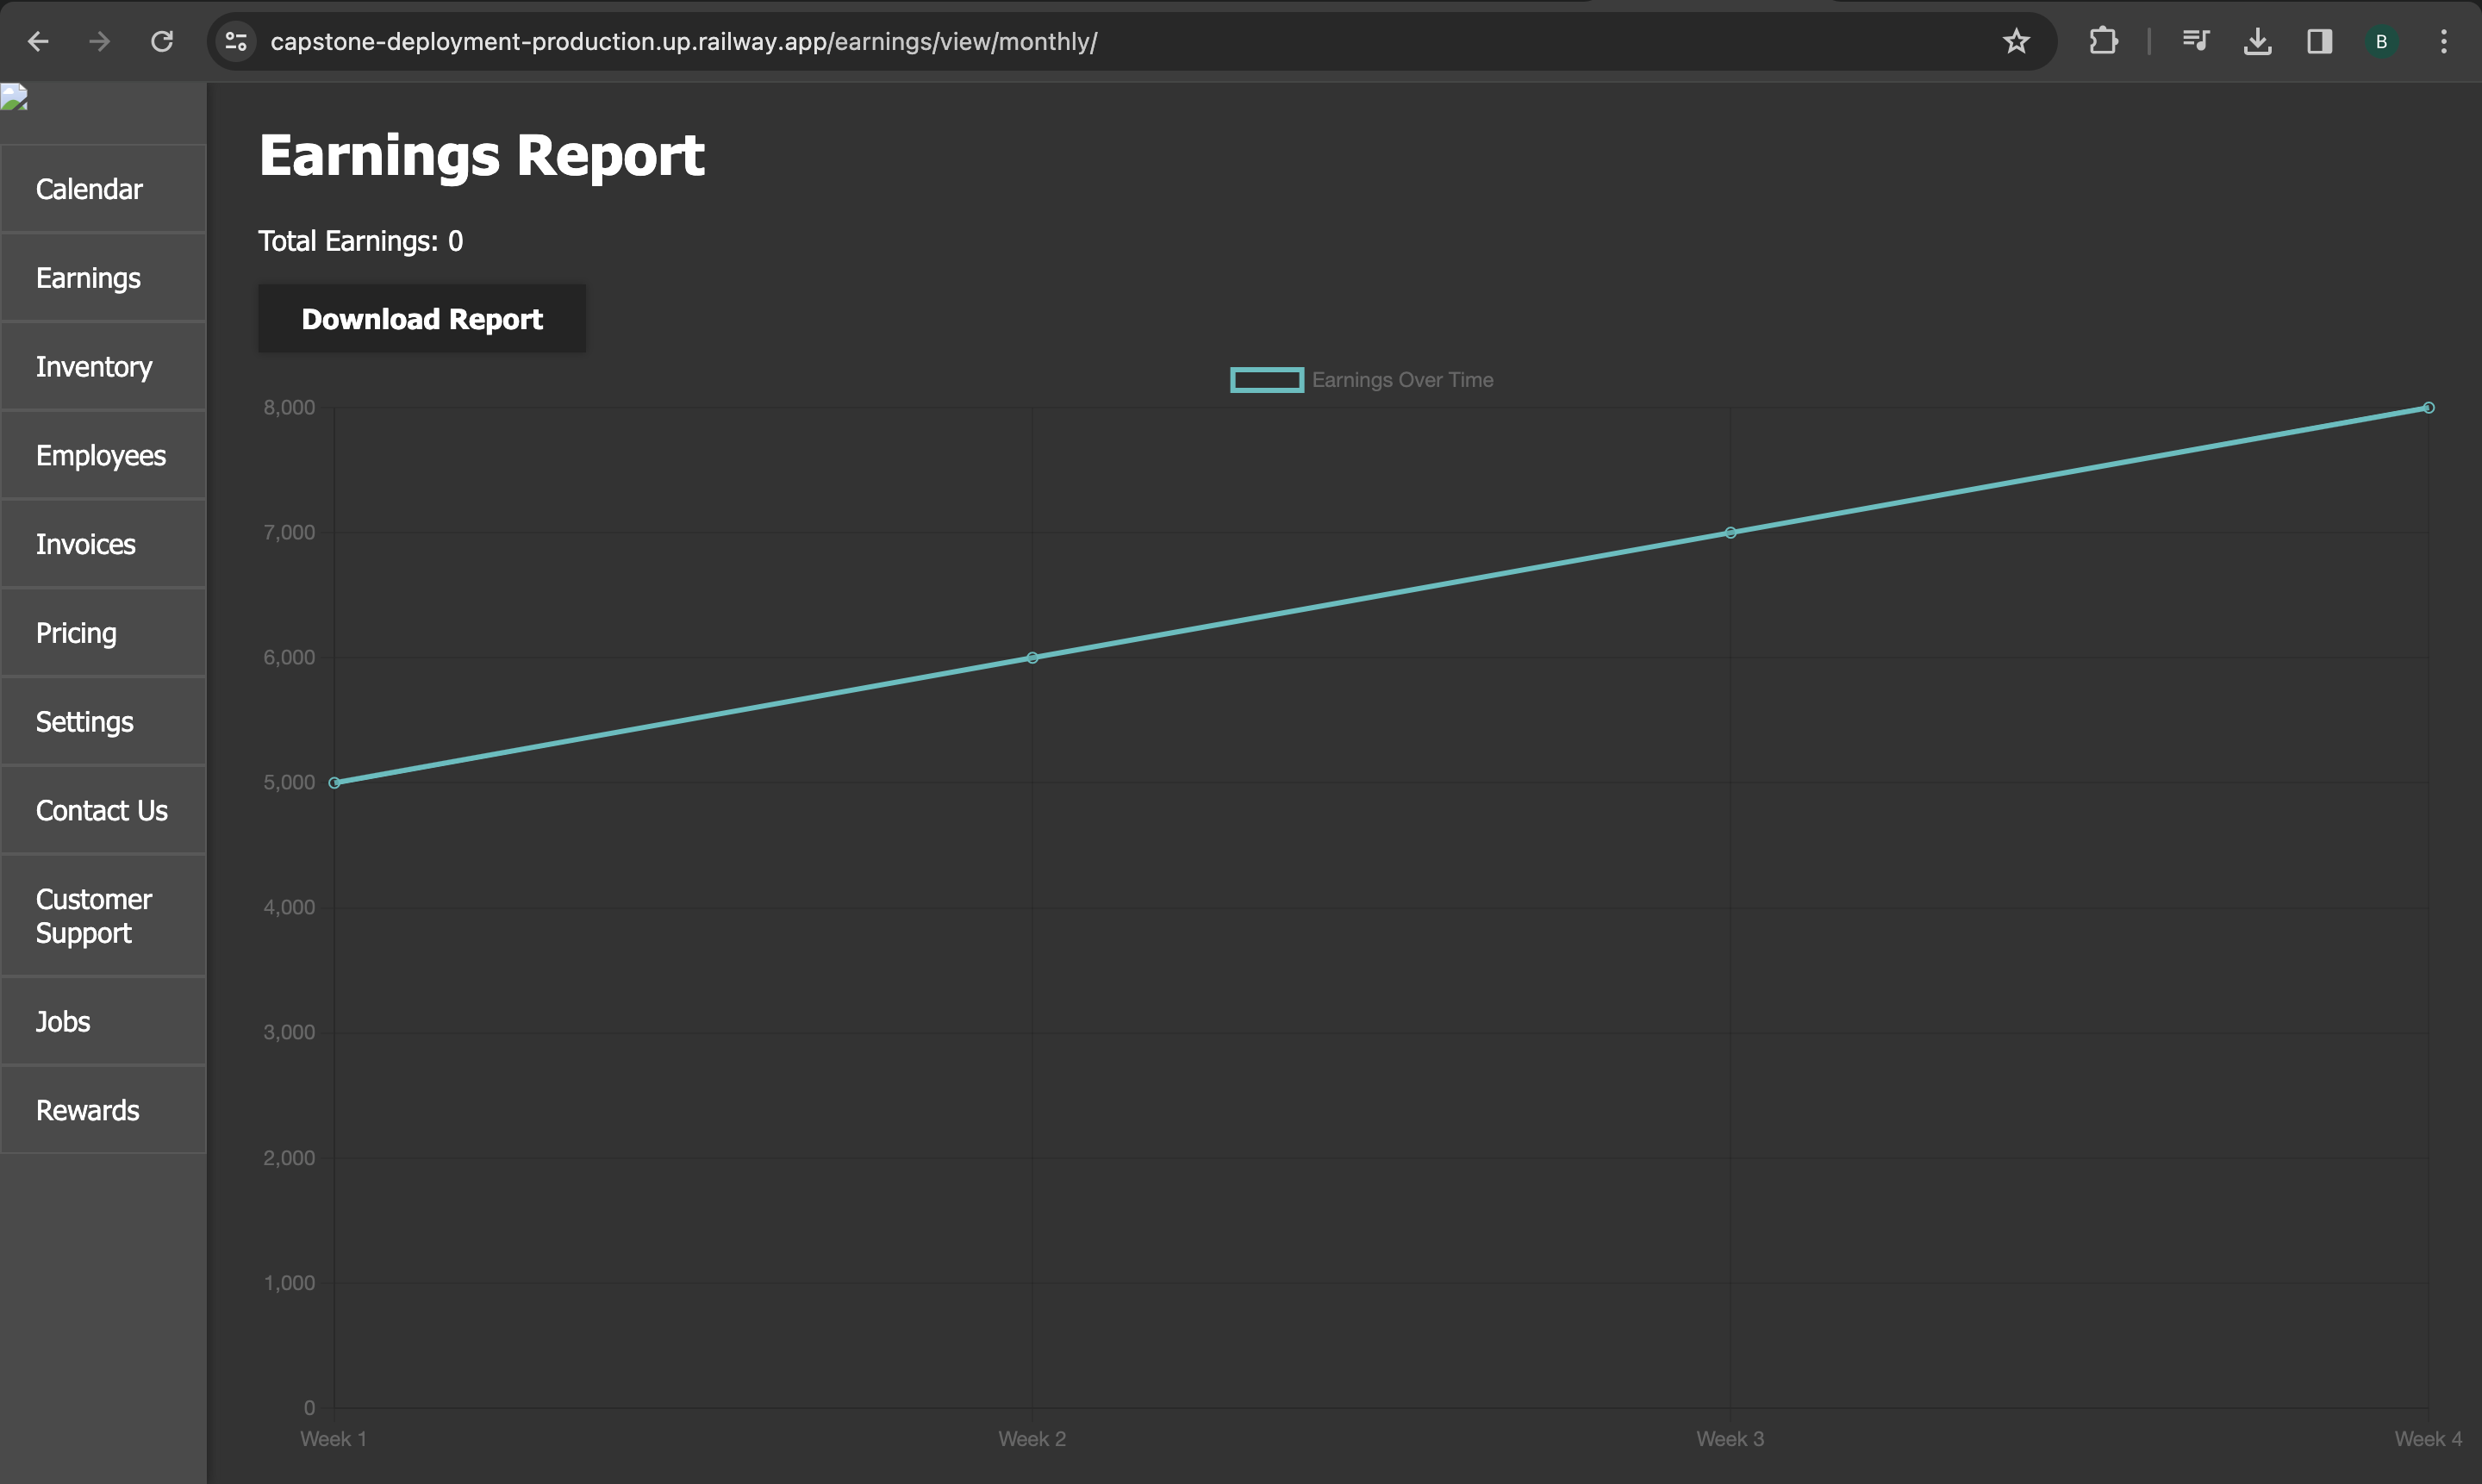 capstone-deployment-production.up.railway.app/earnings/view/monthly/
B
Calendar
Earnings
Inventory
Employees
Invoices
Pricing
Settings
Contact Us
Customer
Support
Jobs
Rewards
Earnings Report
Total Earnings: 0
Download Report
Earnings Over Time
8,000
7,000
6,000
5,000
4,000
3,000
2,000
1,000
0
Week 1
Week 2
Week 3
Week 4